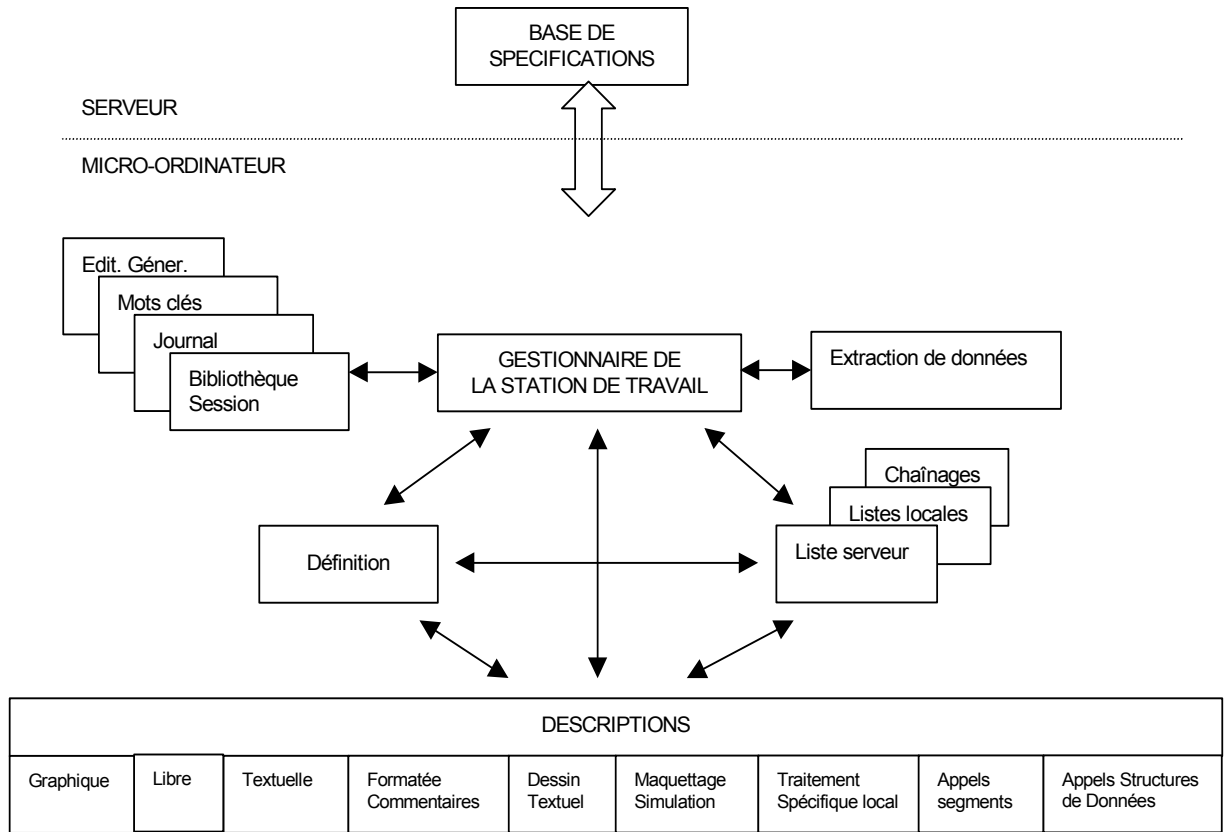 BASE DE
SPECIFICATIONS
SERVEUR
MICRO-ORDINATEUR
Edit. Géner.
Mots clés
Journal
Bibliothèque
Session
GESTIONNAIRE DE
LA STATION DE TRAVAIL
Extraction de données
Chaînages
Listes locales
Liste serveur
Définition
DESCRIPTIONS
Graphique
Libre
Textuelle
Formatée
Commentaires
Dessin
Textuel
Maquettage
Simulation
Traitement
Spécifique local
Appels
segments
Appels Structures
de Données